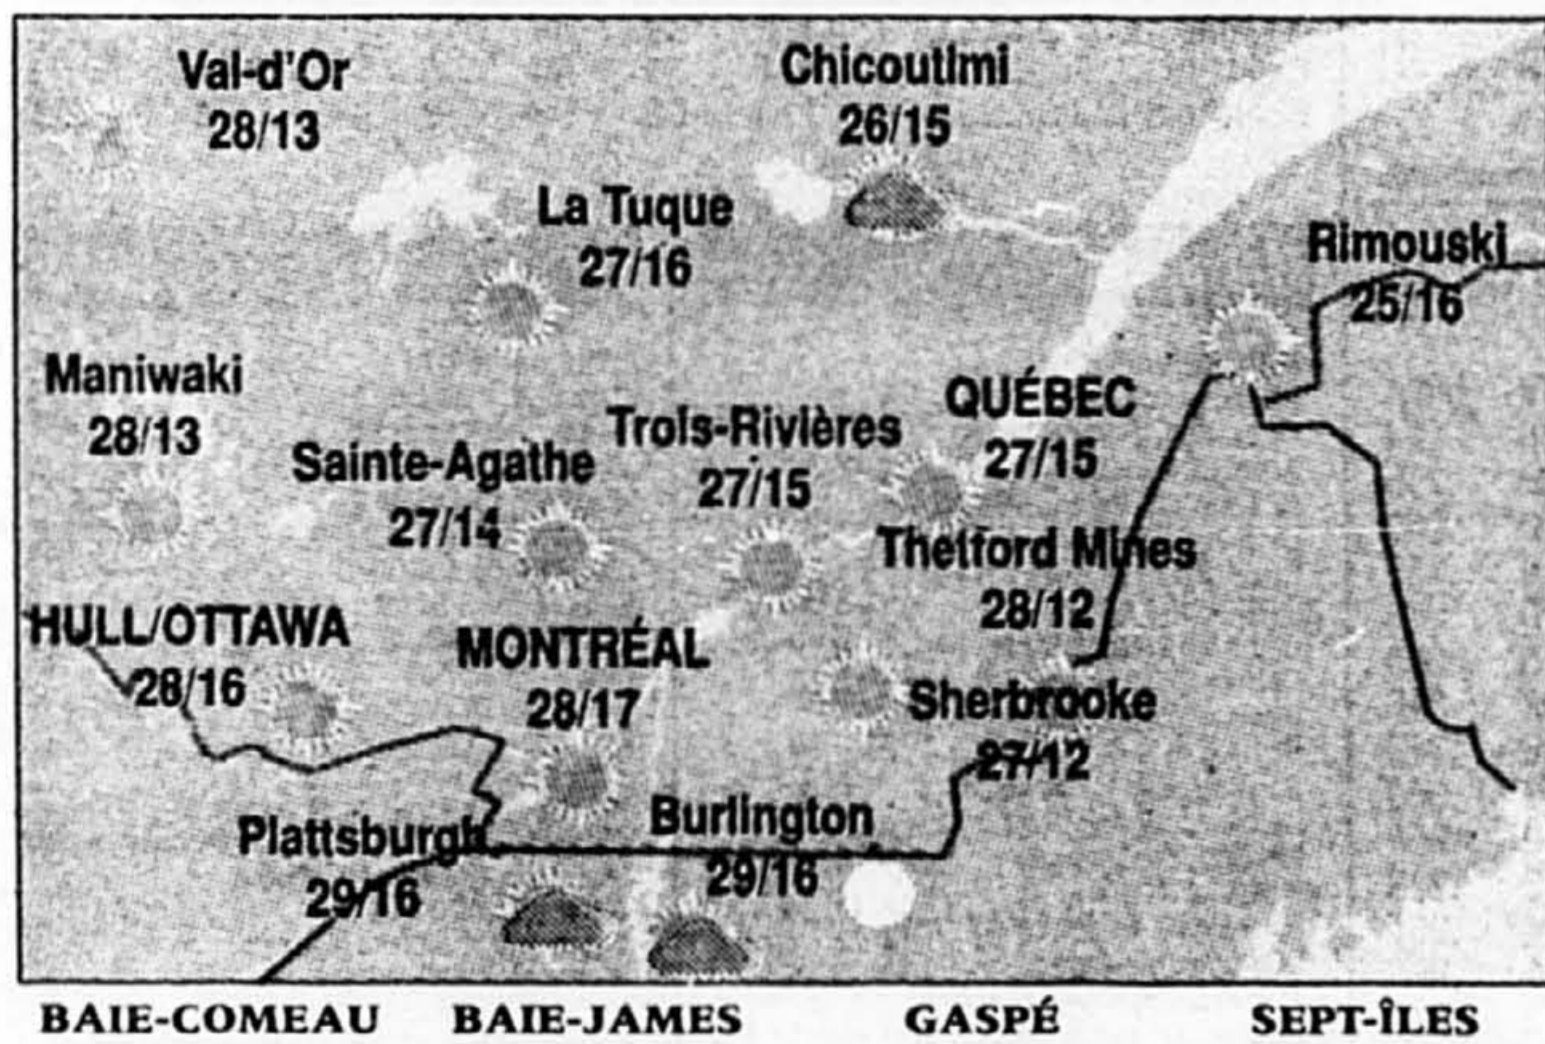 Val-d'Or
28/13
Chicoutimi
26/15
La Tuque
27/16
Rimouski
25/16
Maniwaki
28/13
Sainte-Agathe
27/14
Trois-Rivières
27/15
QUÉBEC
27/15
Thetford Mines
28/12
HULL/OTTAWA
28/16
MONTRÉAL
28/17
Sherbrooke
27/12
Plattsburgh
29/16
Burlington
29/16
BAIE-COMEAU BAIE-JAMES GASPÉ SEPT-ÎLES